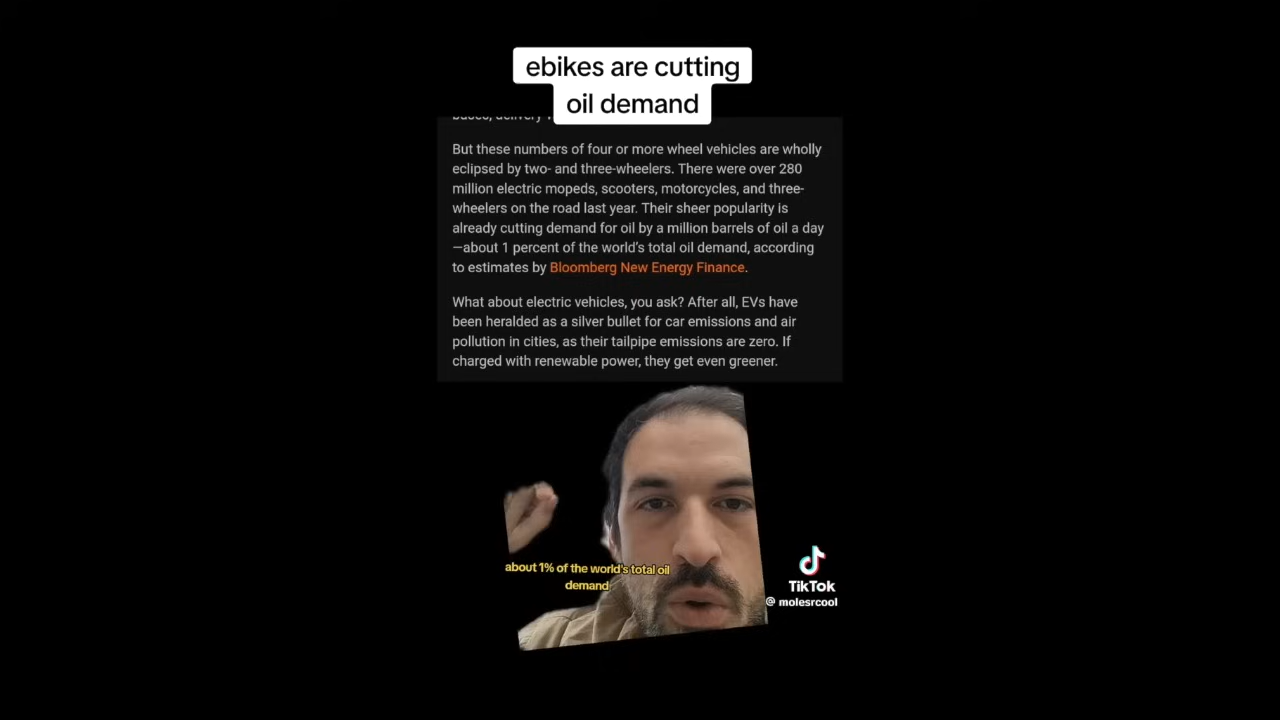 ebikes are cutting
oil demand
buses, delivery
But these numbers of four or more wheel vehicles are wholly
eclipsed by two- and three-wheelers. There were over 280
million electric mopeds, scooters, motorcycles, and three-
wheelers on the road last year. Their sheer popularity is
already cutting demand for oil by a million barrels of oil a day
—about 1 percent of the world's total oil demand, according
to estimates by Bloomberg New Energy Finance.
What about electric vehicles, you ask? After all, EVs have
been heralded as a silver bullet for car emissions and air
pollution in cities, as their tailpipe emissions are zero. If
charged with renewable power, they get even greener.
about 1% of the world's total oil
demand
TikTok
@ molesrcool